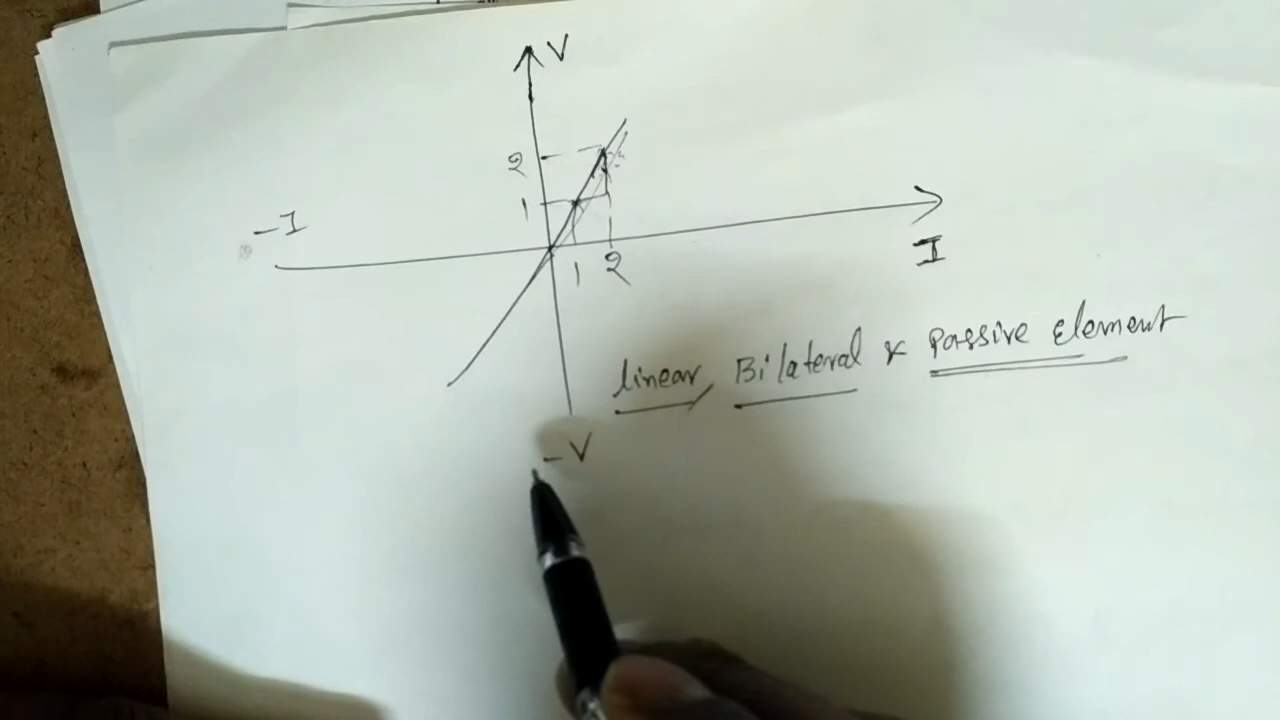 V
2
1
-I
1 2
I
linear, Bilateral & Passive Element
-V